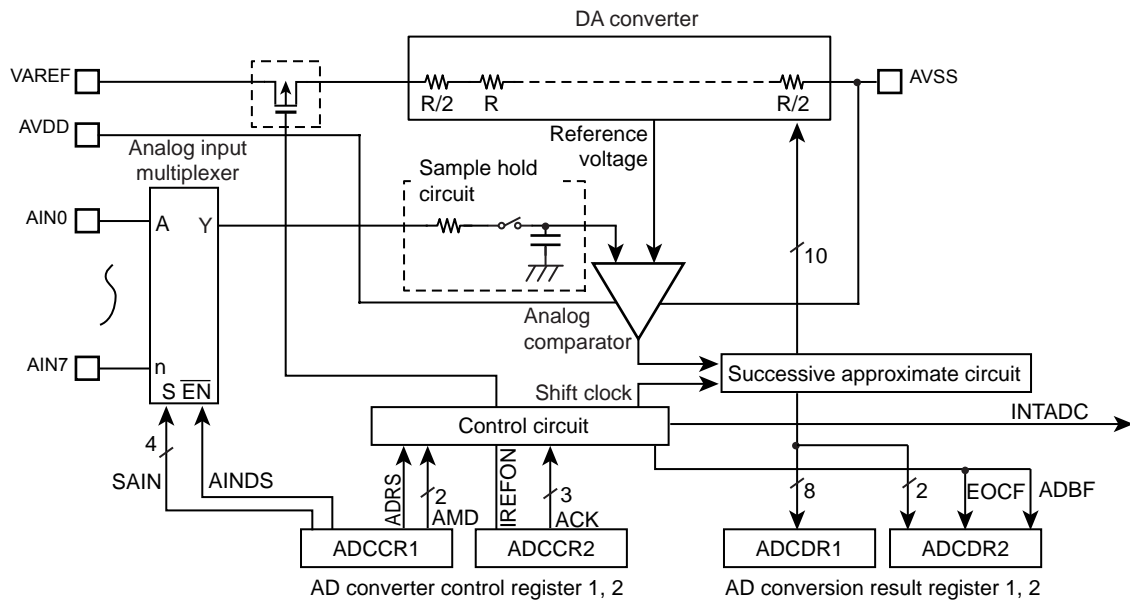 DA converter
VAREF
AVDD
R/2
R
R/2
AVSS
Analog input
multiplexer
Reference
voltage
Sample hold
circuit
AIN0
A
Y
10
Analog
comparator
AIN7
n
S EN
Successive approximate circuit
Shift clock
INTADC
Control circuit
4
SAIN
AINDS
ADRS
2
AMD
IREFON
3
ACK
8
2
EOCF
ADBF
ADCCR1
ADCCR2
ADCDR1
ADCDR2
AD converter control register 1, 2
AD conversion result register 1, 2